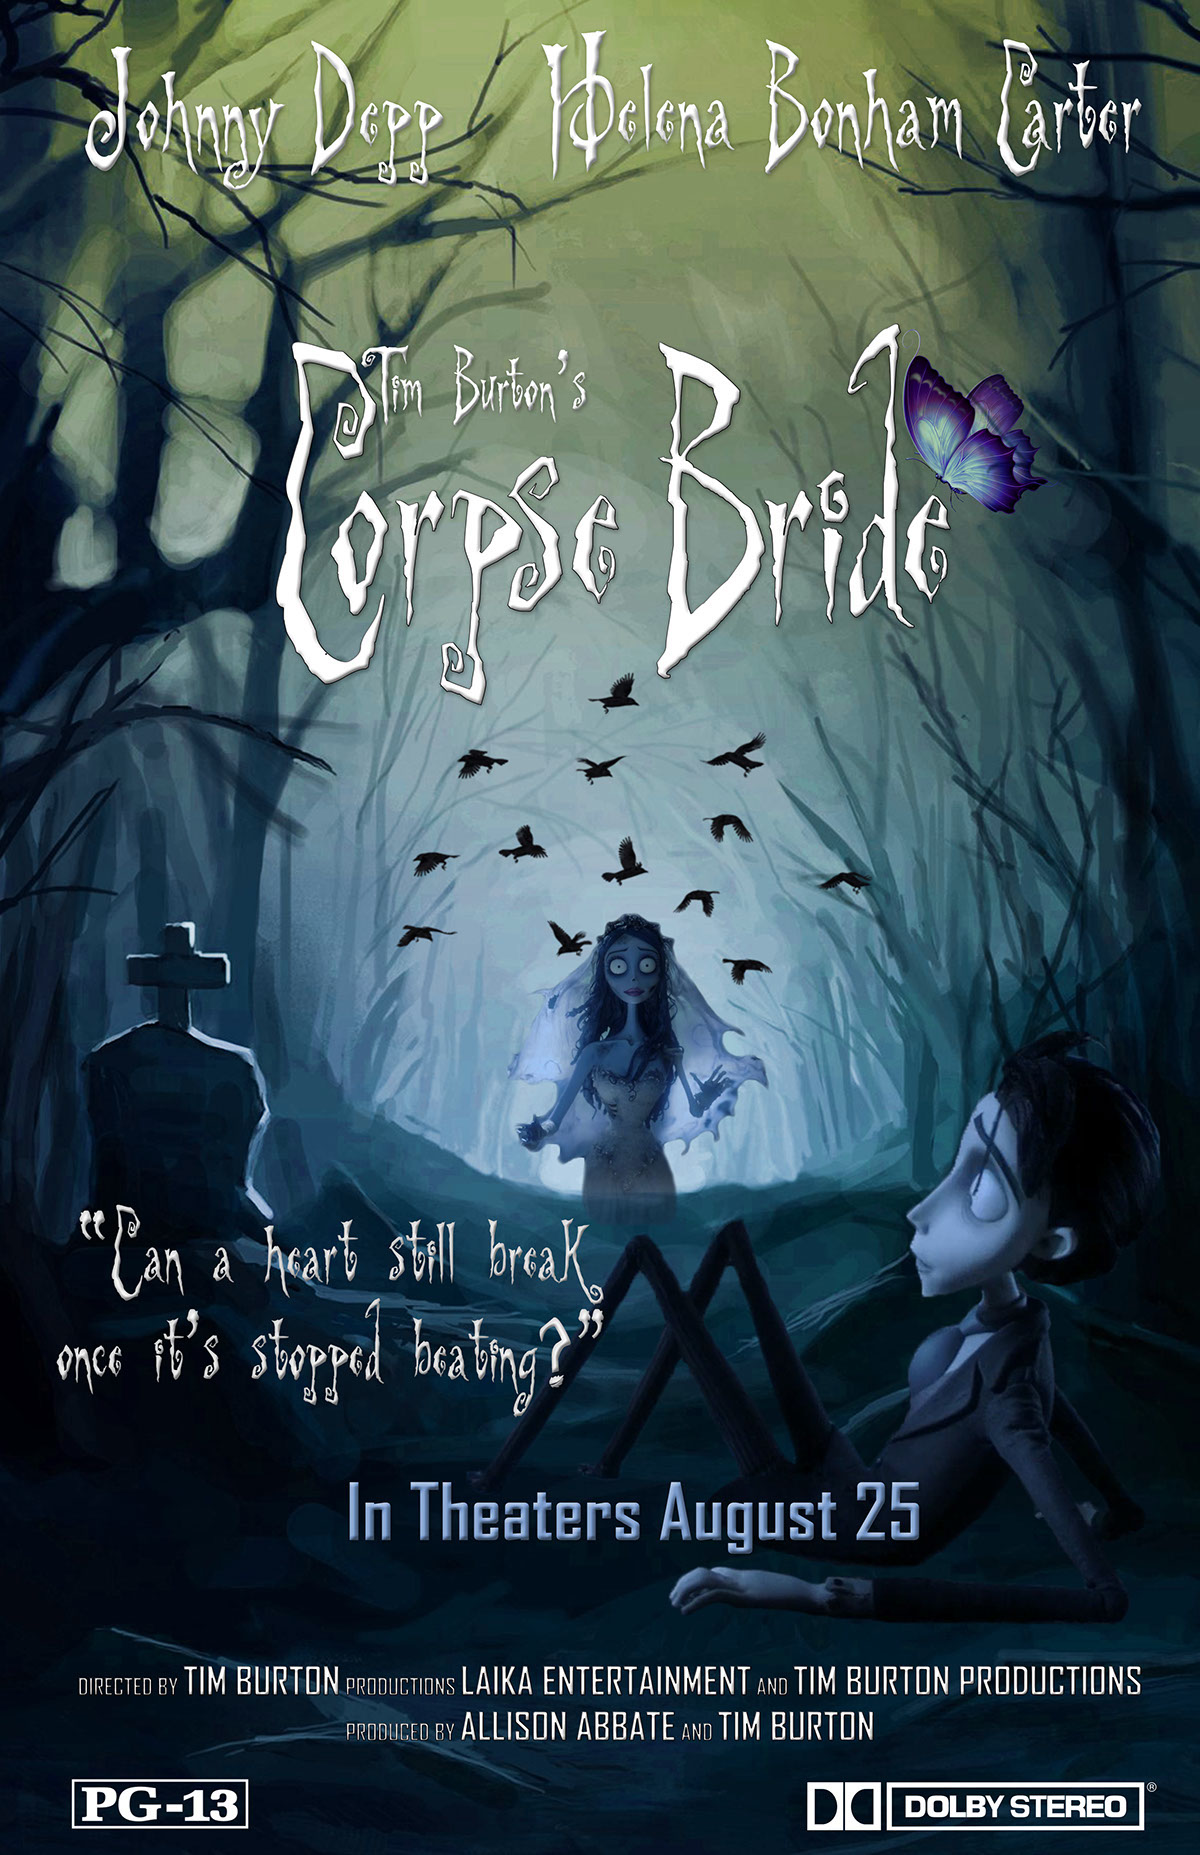 Johnny Depp Helena Bonham Carter
Tim Burton's
Corpse Bride
“Can a heart still break
once it's stopped beating?”
In Theaters August 25
DIRECTED BY TIM BURTON PRODUCTIONS LAIKA ENTERTAINMENT AND TIM BURTON PRODUCTIONS
PRODUCED BY ALLISON ABBATE AND TIM BURTON
PG-13
DOLBY STEREO ®